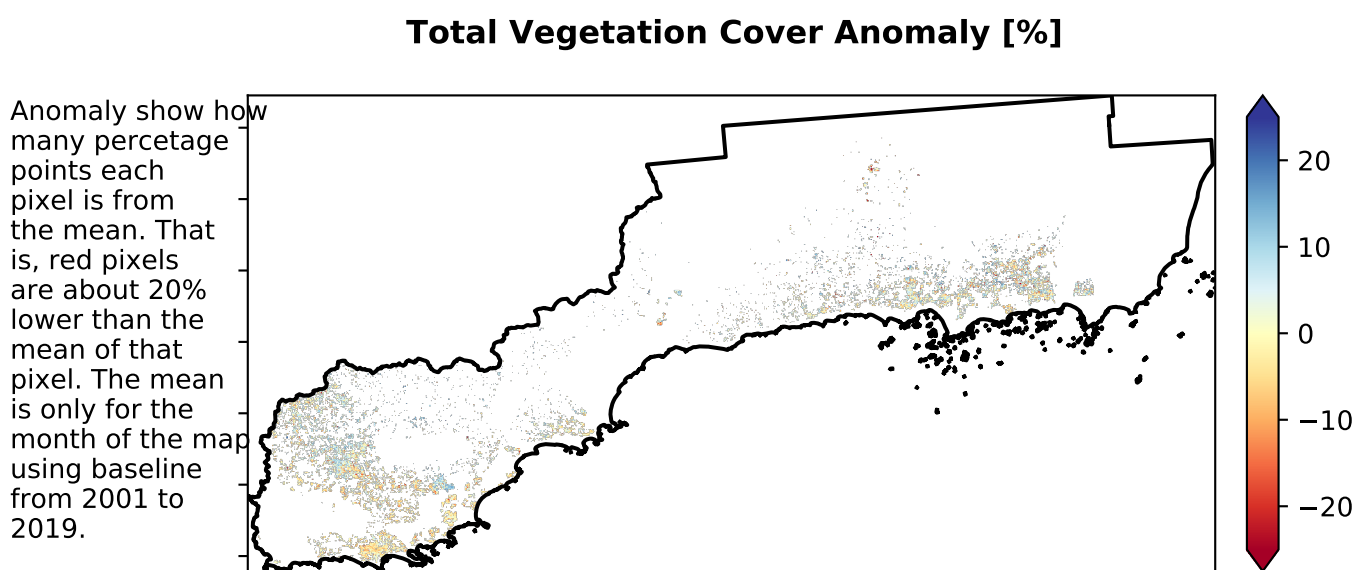 Total Vegetation Cover Anomaly [%]
Anomaly show how
many percetage
points each
pixel is from
the mean. That
is, red pixels
are about 20%
lower than the
mean of that
pixel. The mean
is only for the
month of the map
using baseline
from 2001 to
2019.
20
10
0
−10
−20